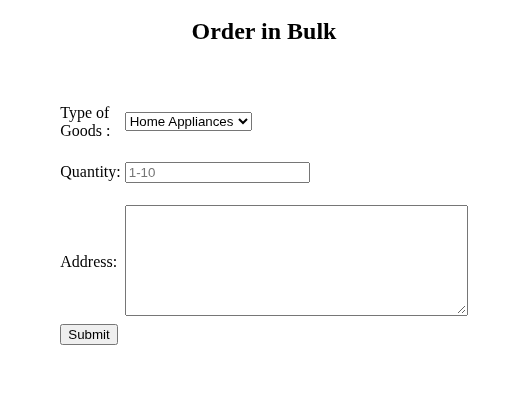 Order in Bulk
Type of
Goods :
Home Appliances
Quantity:
1-10
Address:
Submit